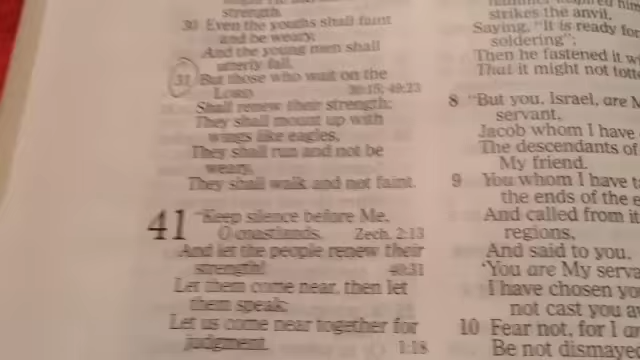 strength.
30 Even the youths shall faint
and be weary,
And the young men shall
utterly fall,
31 But those who wait on the
LORD 30:15; 49:23
Shall renew their strength;
They shall mount up with
wings like eagles,
They shall run and not be
weary,
They shall walk and not faint.
41 Keep silence before Me,
O coastlands, Zech. 2:13
And let the people renew their
strength! 40:31
Let them come near, then let
them speak;
Let us come near together for
judgment. 1:18
him
strikes the anvil,
Saying, "It is ready for
soldering";
Then he fastened it
That it might not
8 "But you, Israel, are
servant,
Jacob whom I have
The descendants of
My friend.
9 You whom I have
the ends of the
And called from
regions,
And said to you,
'You are My
I have chosen
not cast you
10 Fear not, for I
Be not